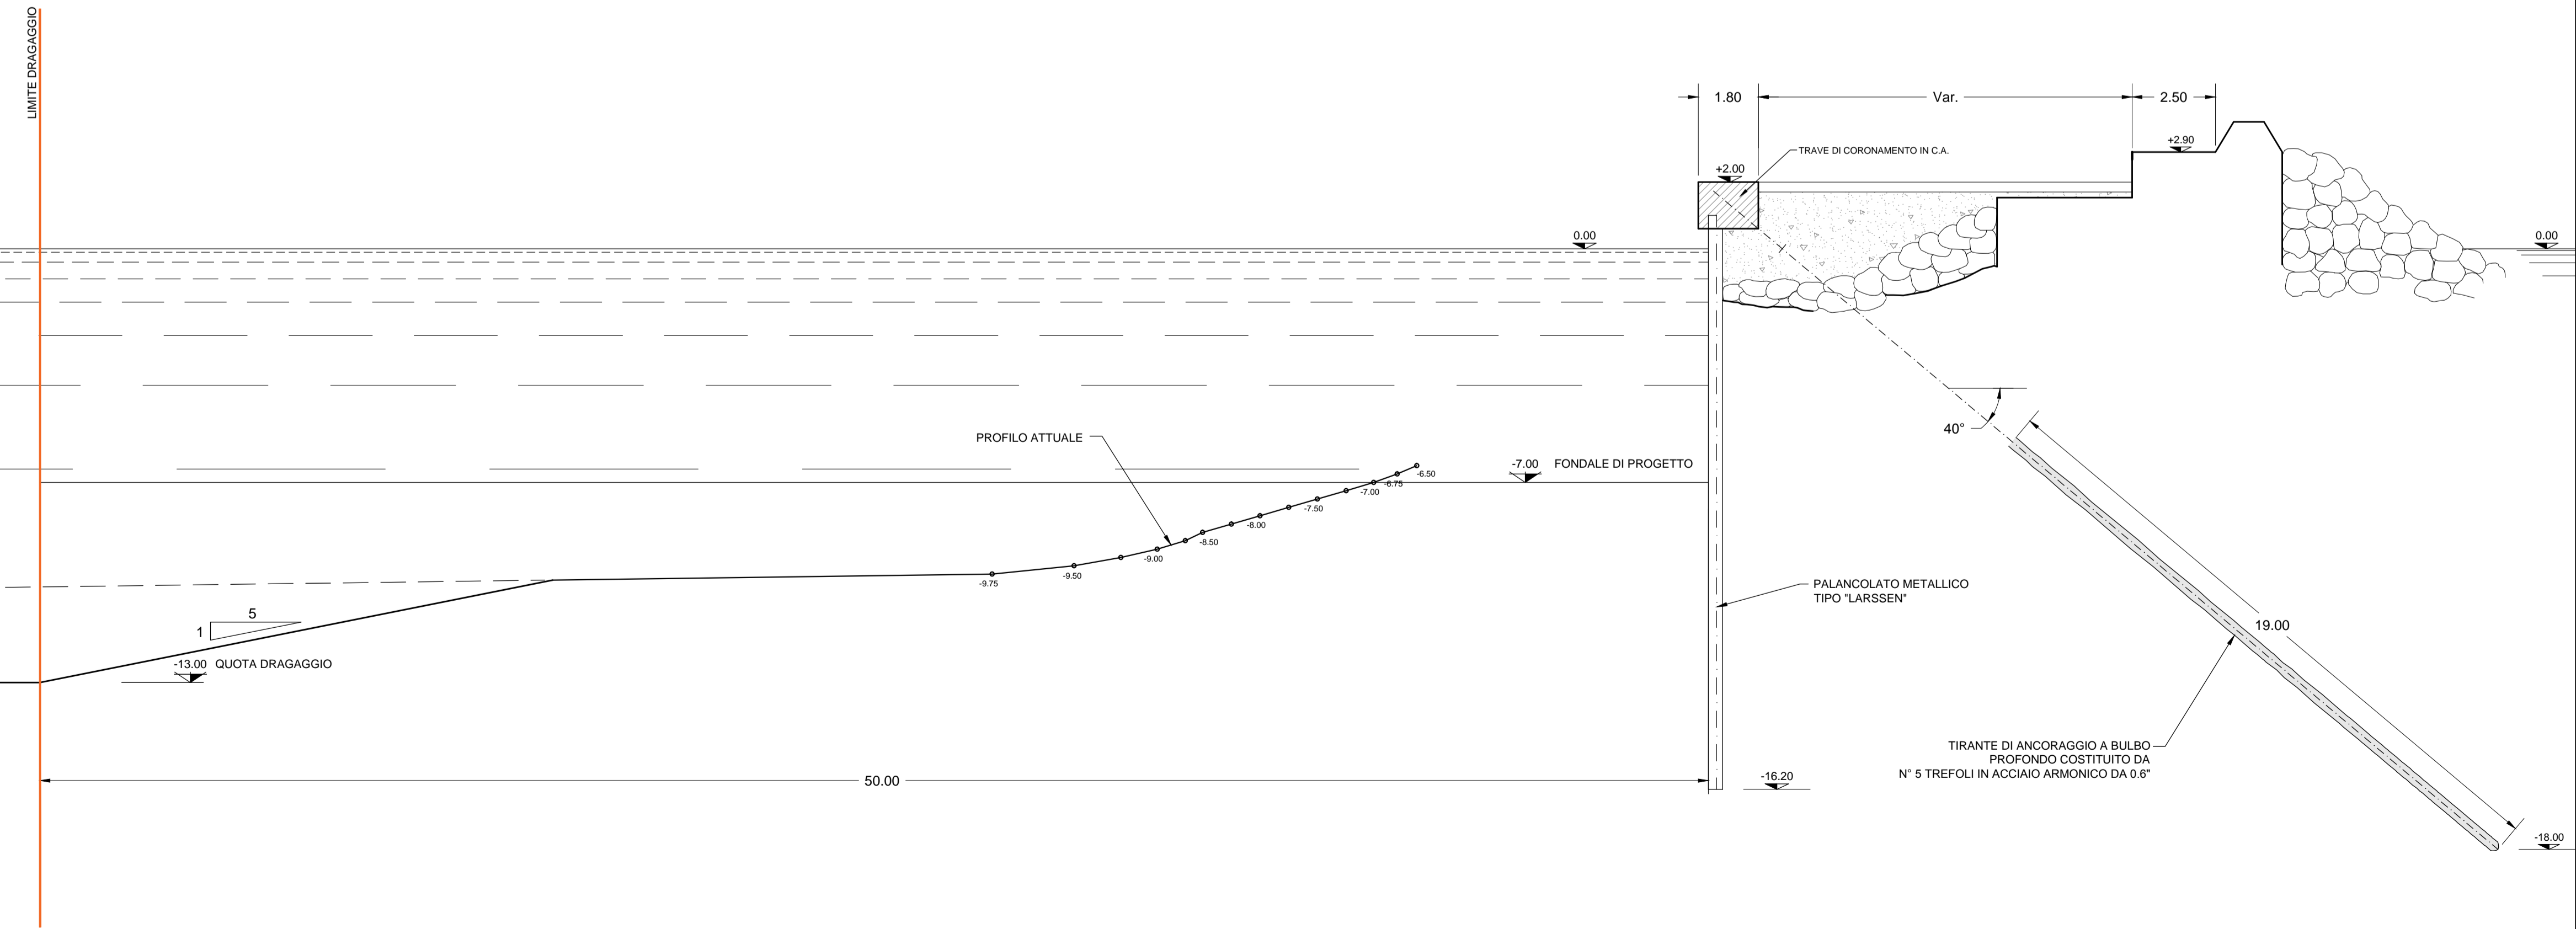 LIMITE DRAGAGGIO
1.80
Var.
2.50
+2.90
TRAVE DI CORONAMENTO IN C.A.
+2.00
0.00
0.00
40°
PROFILO ATTUALE
-7.00 FONDALE DI PROGETTO
-6.50
-6.75
-7.00
-7.50
-8.00
-8.50
-9.00
-9.50
-9.75
PALANCOLATO METALLICO
TIPO "LARSSEN"
5
1
19.00
-13.00 QUOTA DRAGAGGIO
TIRANTE DI ANCORAGGIO A BULBO
PROFONDO COSTITUITO DA
N° 5 TREFOLI IN ACCIAIO ARMONICO DA 0.6"
50.00
-16.20
-18.00